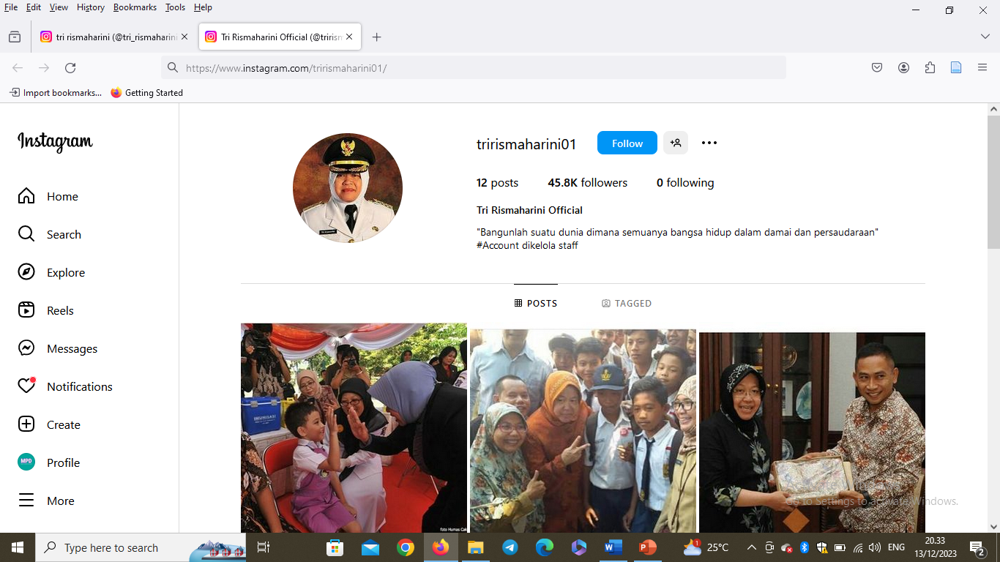 File Edit View History Bookmarks Tools Help
tri rismaharini (@tri_rismaharini
Tri Rismaharini Official (@trirism
https://www.instagram.com/trirismaharini01/
Import bookmarks...
Getting Started
Instagram
Home
Search
Explore
Reels
Messages
Notifications
Create
MPD
Profile
More
trirismaharini01
Follow
12 posts
45.8K followers
0 following
Tri Rismaharini Official
"Bangunlah suatu dunia dimana semuanya bangsa hidup dalam damai dan persaudaraan"
#Account dikelola staff
POSTS
TAGGED
IMUNISASI
foto Humas Cak
Go to Settings to activate Windows.
Type here to search
25°C
ENG
20.33
13/12/2023
2